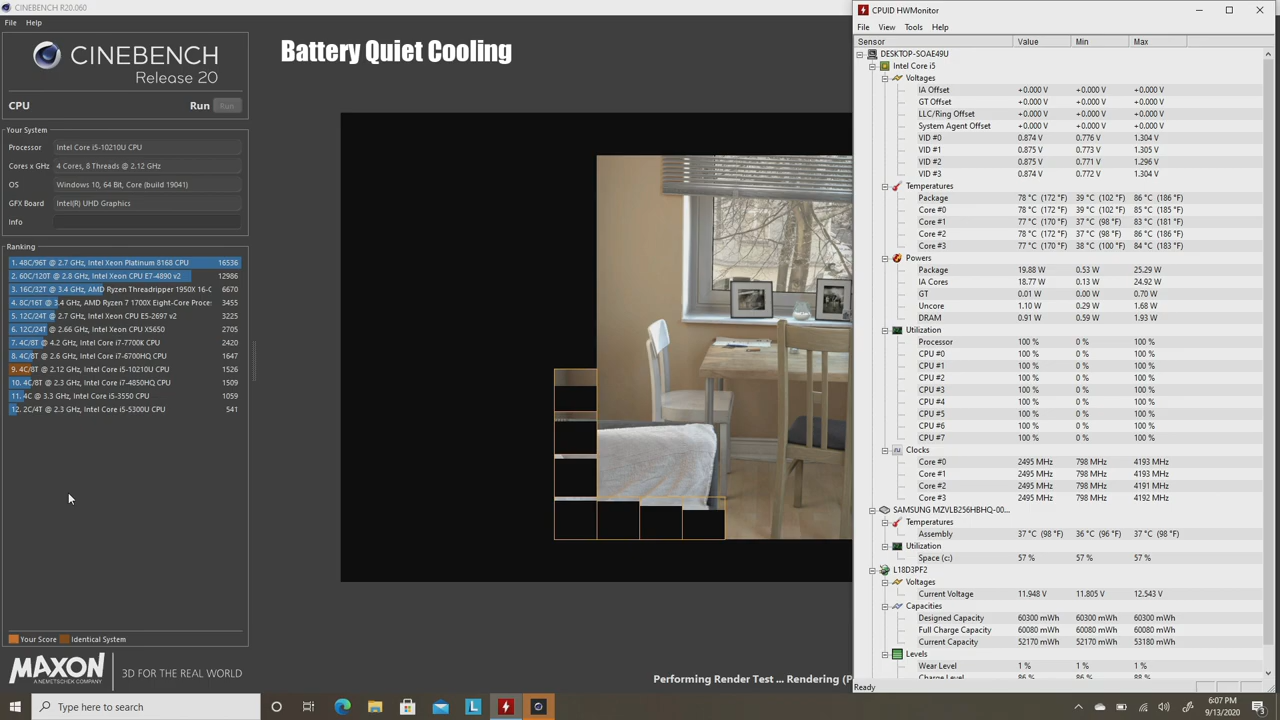 CINEBENCH R20.060
File Help
CINEBENCH
Release 20
CPU Run Run
Your System
Processor Intel Core i5-10210U CPU
Cores x GHz 4 Cores, 8 Threads @ 2.12 GHz
OS Windows 10, 64 Bit, Core (build 19041)
GFX Board Intel(R) UHD Graphics
Info
Ranking
1. 48C/96T @ 2.7 GHz, Intel Xeon Platinum 8168 CPU 16536
2. 60C/120T @ 2.8 GHz, Intel Xeon CPU E7-4890 v2 12986
3. 16C/32T @ 3.4 GHz, AMD Ryzen Threadripper 1950X 16-C 6670
4. 8C/16T @ 3.4 GHz, AMD Ryzen 7 1700X Eight-Core Proce: 3455
5. 12C/24T @ 2.7 GHz, Intel Xeon CPU E5-2697 v2 3225
6. 12C/24T @ 2.66 GHz, Intel Xeon CPU X5650 2705
7. 4C/8T @ 4.2 GHz, Intel Core i7-7700K CPU 2420
8. 4C/8T @ 2.6 GHz, Intel Core i7-6700HQ CPU 1647
9. 4C/8T @ 2.12 GHz, Intel Core i5-10210U CPU 1526
10. 4C/8T @ 2.3 GHz, Intel Core i7-4850HQ CPU 1509
11. 4C @ 3.3 GHz, Intel Core i5-3550 CPU 1059
12. 2C/4T @ 2.3 GHz, Intel Core i5-5300U CPU 541
Your Score Identical System
MAXON
A NEMETSCHEK COMPANY
3D FOR THE REAL WORLD
Battery Quiet Cooling
Performing Render Test ... Rendering (P
CPUID HWMonitor
File View Tools Help
Sensor Value Min Max
DESKTOP-SOAE49U
Intel Core i5
Voltages
IA Offset +0.000 V +0.000 V +0.000 V
GT Offset +0.000 V +0.000 V +0.000 V
LLC/Ring Offset +0.000 V +0.000 V +0.000 V
System Agent Offset +0.000 V +0.000 V +0.000 V
VID #0 0.874 V 0.776 V 1.304 V
VID #1 0.875 V 0.773 V 1.305 V
VID #2 0.875 V 0.771 V 1.296 V
VID #3 0.874 V 0.772 V 1.304 V
Temperatures
Package 78 °C (172 °F) 39 °C (102 °F) 86 °C (186 °F)
Core #0 78 °C (172 °F) 39 °C (102 °F) 85 °C (185 °F)
Core #1 77 °C (170 °F) 37 °C (98 °F) 83 °C (181 °F)
Core #2 78 °C (172 °F) 37 °C (98 °F) 86 °C (186 °F)
Core #3 77 °C (170 °F) 38 °C (100 °F) 84 °C (183 °F)
Powers
Package 19.88 W 0.53 W 25.29 W
IA Cores 18.77 W 0.13 W 24.92 W
GT 0.01 W 0.00 W 0.70 W
Uncore 1.10 W 0.29 W 1.68 W
DRAM 0.91 W 0.59 W 1.93 W
Utilization
Processor 100 % 0 % 100 %
CPU #0 100 % 0 % 100 %
CPU #1 100 % 0 % 100 %
CPU #2 100 % 0 % 100 %
CPU #3 100 % 0 % 100 %
CPU #4 100 % 0 % 100 %
CPU #5 100 % 0 % 100 %
CPU #6 100 % 0 % 100 %
CPU #7 100 % 0 % 100 %
Clocks
Core #0 2495 MHz 798 MHz 4193 MHz
Core #1 2495 MHz 798 MHz 4193 MHz
Core #2 2495 MHz 798 MHz 4191 MHz
Core #3 2495 MHz 798 MHz 4192 MHz
SAMSUNG MZVLB256HBHQ-00...
Temperatures
Assembly 37 °C (98 °F) 36 °C (96 °F) 37 °C (98 °F)
Utilization
Space (c:) 57 % 57 % 57 %
L18D3PF2
Voltages
Current Voltage 11.948 V 11.805 V 12.543 V
Capacities
Designed Capacity 60300 mWh 60300 mWh 60300 mWh
Full Charge Capacity 60080 mWh 60080 mWh 60080 mWh
Current Capacity 52170 mWh 52170 mWh 53180 mWh
Levels
Wear Level 1 % 1 % 1 %
Charge Level 86 % 86 % 88 %
Ready
Type here to search
6:07 PM
9/13/2020